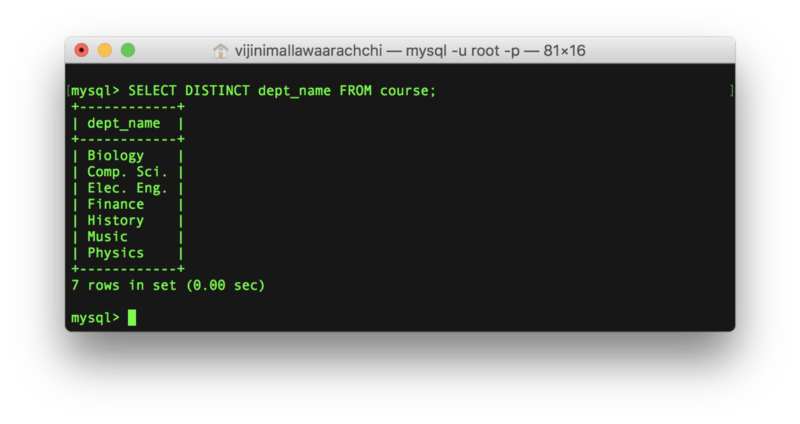 vijinimallawaarachchi — mysql -u root -p — 81×16
[mysql> SELECT DISTINCT dept_name FROM course; ]
+------------+
| dept_name  |
+------------+
| Biology    |
| Comp. Sci. |
| Elec. Eng. |
| Finance    |
| History    |
| Music      |
| Physics    |
+------------+
7 rows in set (0.00 sec)
mysql>